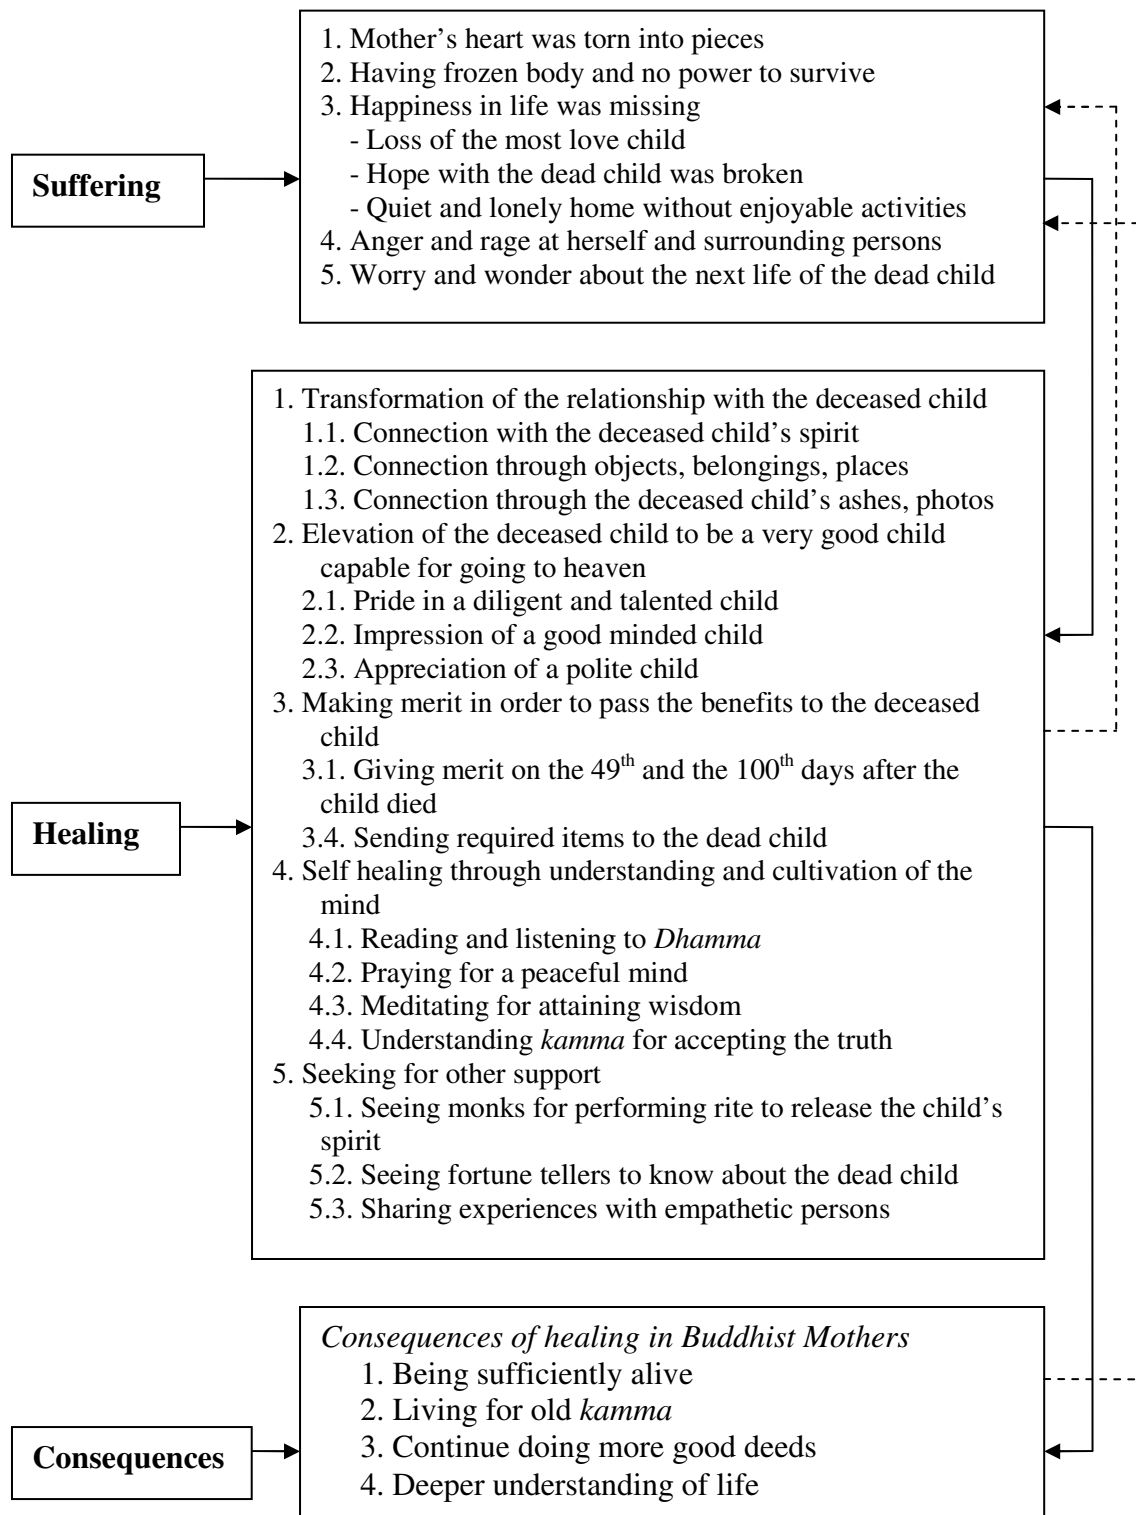 1. Mother’s heart was torn into pieces
2. Having frozen body and no power to survive
3. Happiness in life was missing
- Loss of the most love child
- Hope with the dead child was broken
- Quiet and lonely home without enjoyable activities
4. Anger and rage at herself and surrounding persons
5. Worry and wonder about the next life of the dead child
Suffering
1. Transformation of the relationship with the deceased child
1.1. Connection with the deceased child’s spirit
1.2. Connection through objects, belongings, places
1.3. Connection through the deceased child’s ashes, photos
2. Elevation of the deceased child to be a very good child
capable for going to heaven
2.1. Pride in a diligent and talented child
2.2. Impression of a good minded child
2.3. Appreciation of a polite child
3. Making merit in order to pass the benefits to the deceased
child
3.1. Giving merit on the 49th and the 100th days after the
child died
3.4. Sending required items to the dead child
4. Self healing through understanding and cultivation of the
mind
4.1. Reading and listening to Dhamma
4.2. Praying for a peaceful mind
4.3. Meditating for attaining wisdom
4.4. Understanding kamma for accepting the truth
5. Seeking for other support
5.1. Seeing monks for performing rite to release the child’s
spirit
5.2. Seeing fortune tellers to know about the dead child
5.3. Sharing experiences with empathetic persons
Healing
Consequences of healing in Buddhist Mothers
1. Being sufficiently alive
2. Living for old kamma
3. Continue doing more good deeds
4. Deeper understanding of life
Consequences